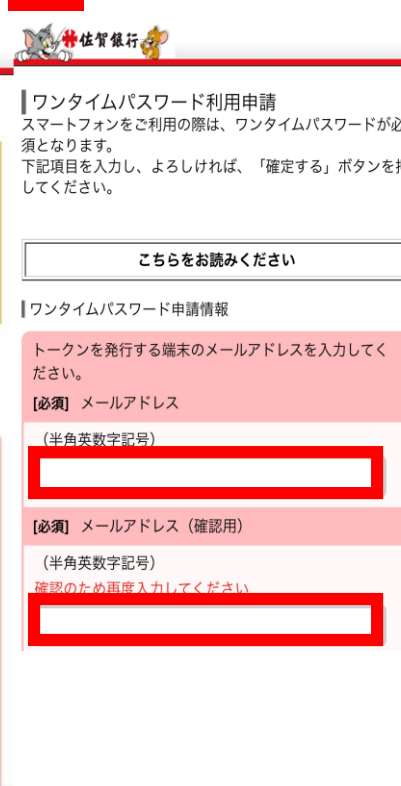 佐賀銀行
ワンタイムパスワード利用申請
スマートフォンをご利用の際は、ワンタイムパスワードが必
須となります。
下記項目を入力し、よろしければ、「確定する」ボタンを押
してください。
こちらをお読みください
ワンタイムパスワード申請情報
トークンを発行する端末のメールアドレスを入力してく
ださい。
[必須] メールアドレス
（半角英数字記号）
[必須] メールアドレス（確認用）
（半角英数字記号）
確認のため再度入力してください